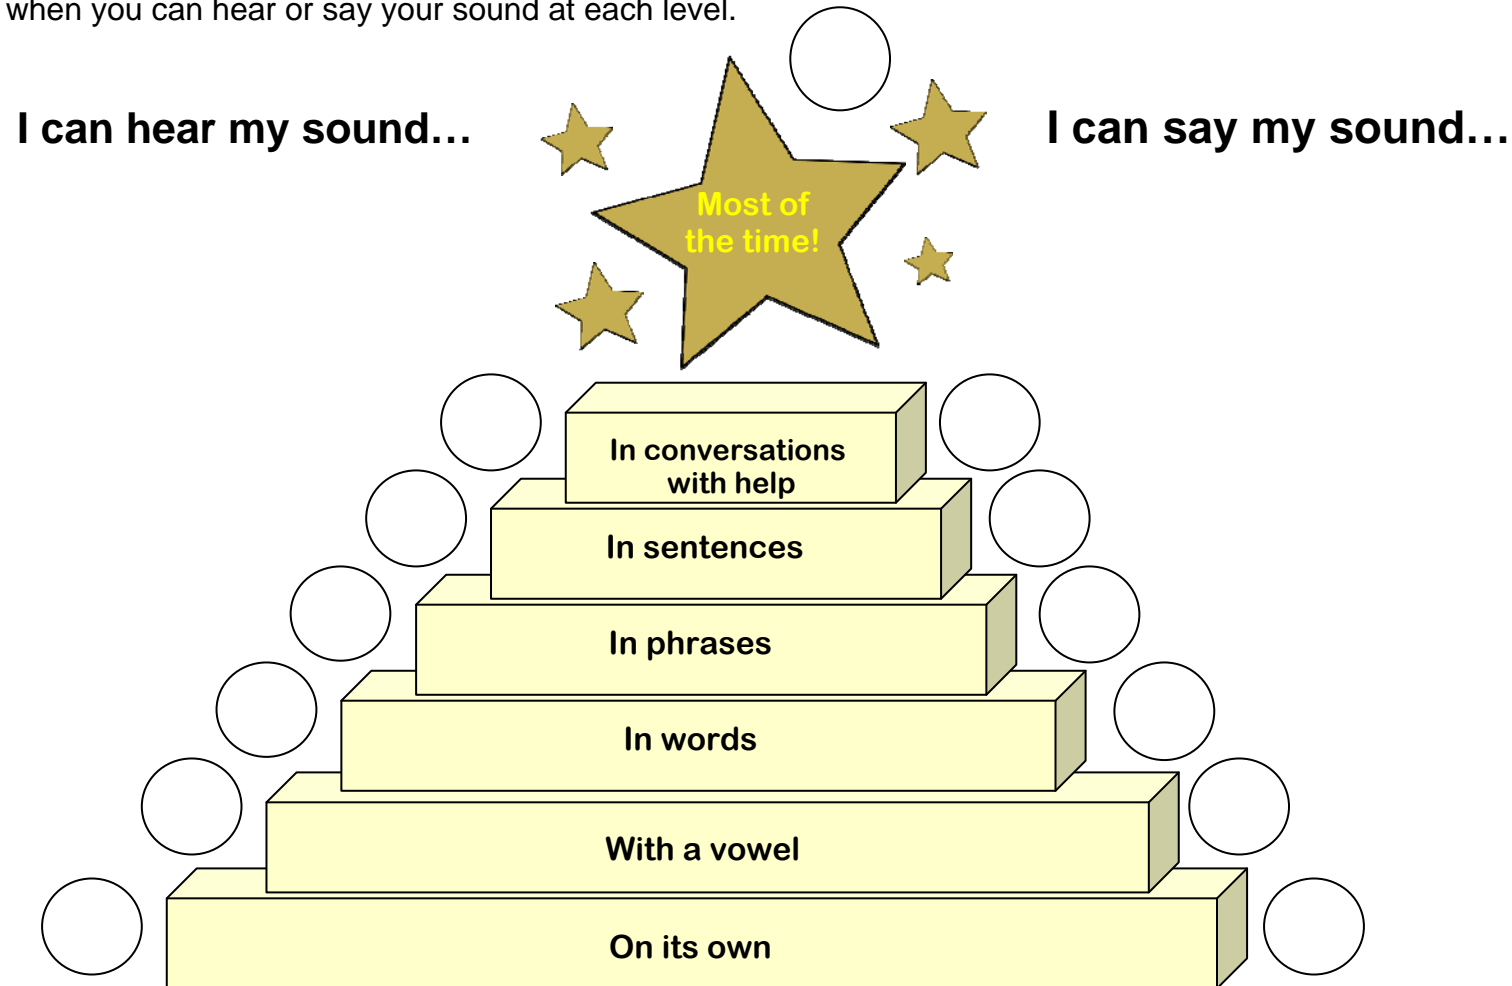 when you can hear or say your sound at each level.
I can hear my sound…
I can say my sound…
Most of
the time!
In conversations
with help
In sentences
In phrases
In words
With a vowel
On its own